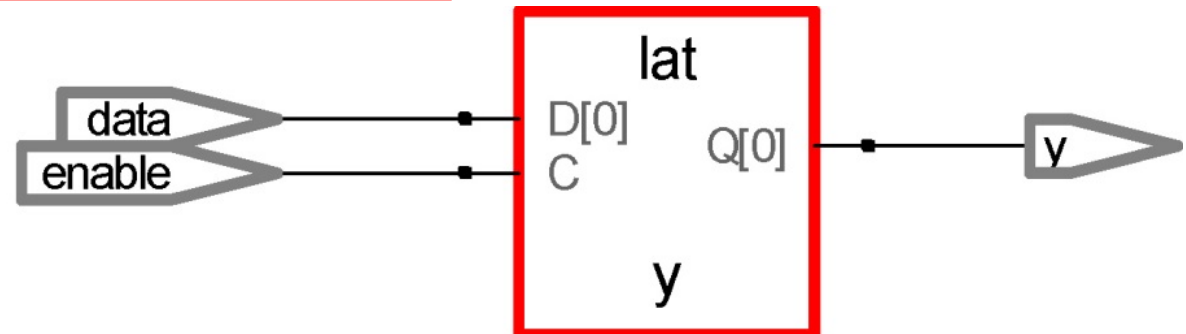 lat
data
D[0]
Q[0]
y
enable
C
y